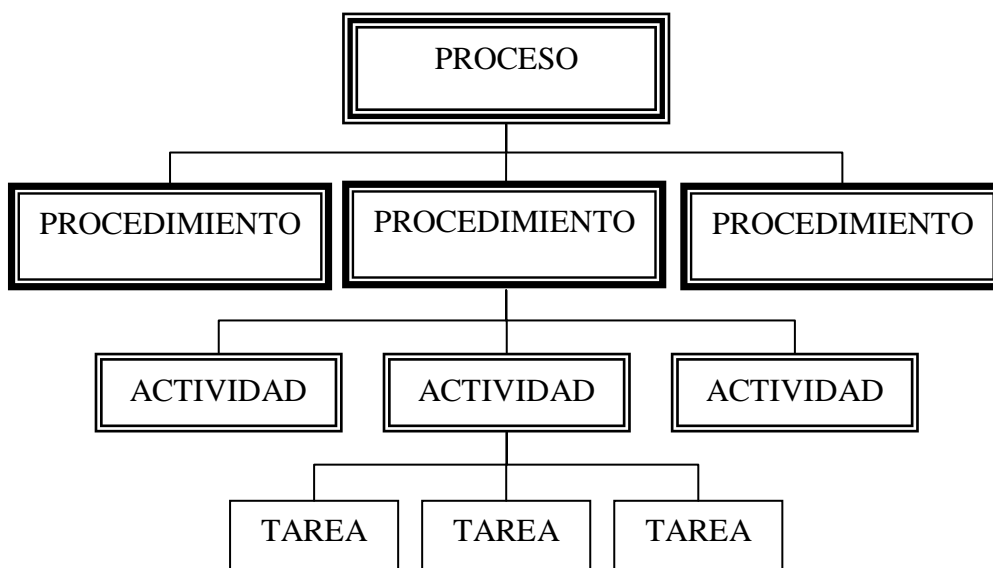 PROCESO
PROCEDIMIENTO
PROCEDIMIENTO
PROCEDIMIENTO
ACTIVIDAD
ACTIVIDAD
ACTIVIDAD
TAREA
TAREA
TAREA